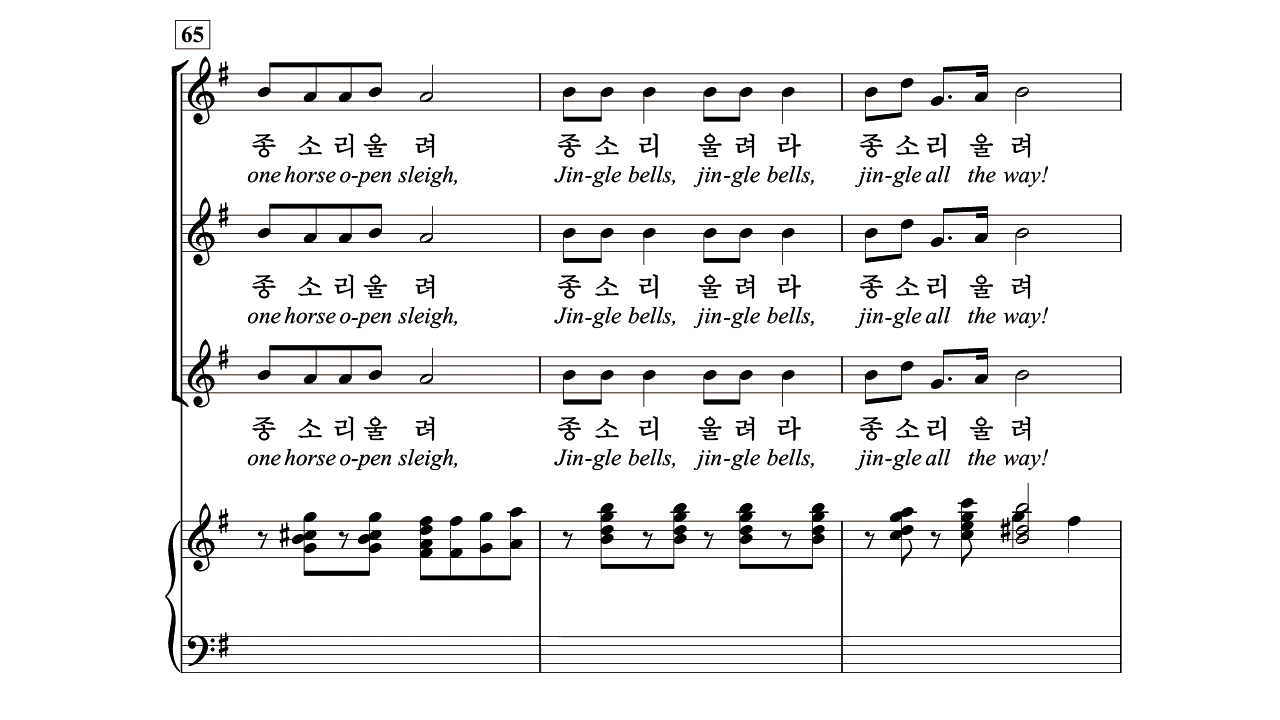 65
종 소 리 울 려 종 소 리 울 려 라 종 소 리 울 려
one horse o-pen sleigh, Jin-gle bells, jin-gle bells, jin-gle all the way!
종 소 리 울 려 종 소 리 울 려 라 종 소 리 울 려
one horse o-pen sleigh, Jin-gle bells, jin-gle bells, jin-gle all the way!
종 소 리 울 려 종 소 리 울 려 라 종 소 리 울 려
one horse o-pen sleigh, Jin-gle bells, jin-gle bells, jin-gle all the way!